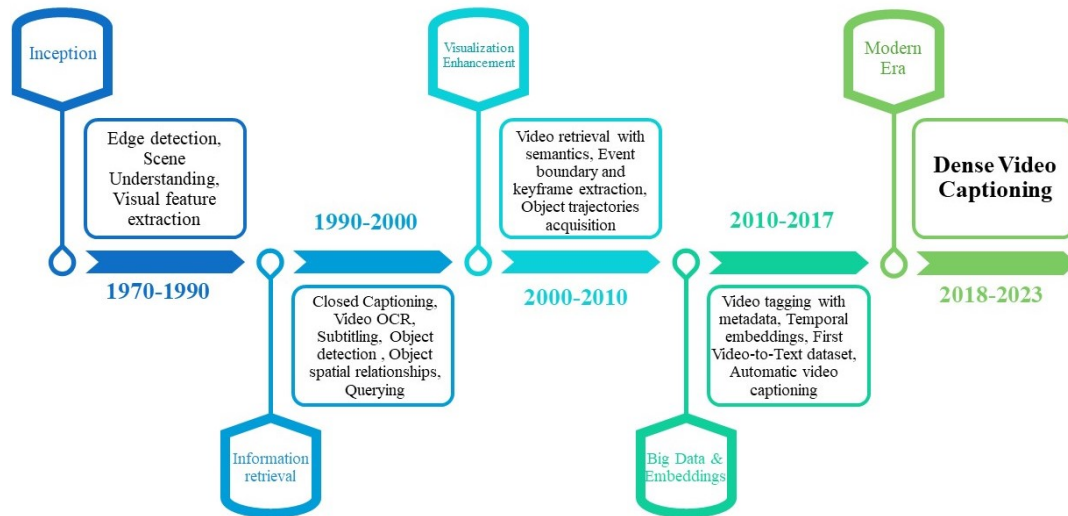 Inception
Edge detection,
Scene
Understanding,
Visual feature
extraction
1970-1990
1990-2000
Closed Captioning,
Video OCR,
Subtitling, Object
detection , Object
spatial relationships,
Querying
Information
retrieval
Visualization
Enhancement
Video retrieval with
semantics, Event
boundary and
keyframe extraction,
Object trajectories
acquisition
2000-2010
2010-2017
Video tagging with
metadata, Temporal
embeddings, First
Video-to-Text dataset,
Automatic video
captioning
Big Data &
Embeddings
Modern
Era
Dense Video
Captioning
2018-2023